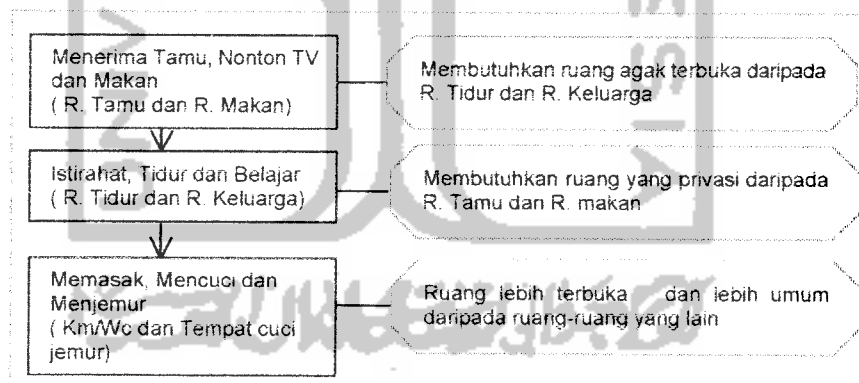 Menerima Tamu, Nonton TV
dan Makan
( R. Tamu dan R. Makan)
Membutuhkan ruang agak terbuka daripada
R. Tidur dan R. Keluarga
Istirahat, Tidur dan Belajar
( R. Tidur dan R. Keluarga)
Membutuhkan ruang yang privasi daripada
R. Tamu dan R. makan
Memasak, Mencuci dan
Menjemur
( Km/Wc dan Tempat cuci
jemur)
Ruang lebih terbuka dan lebih umum
daripada ruang-ruang yang lain